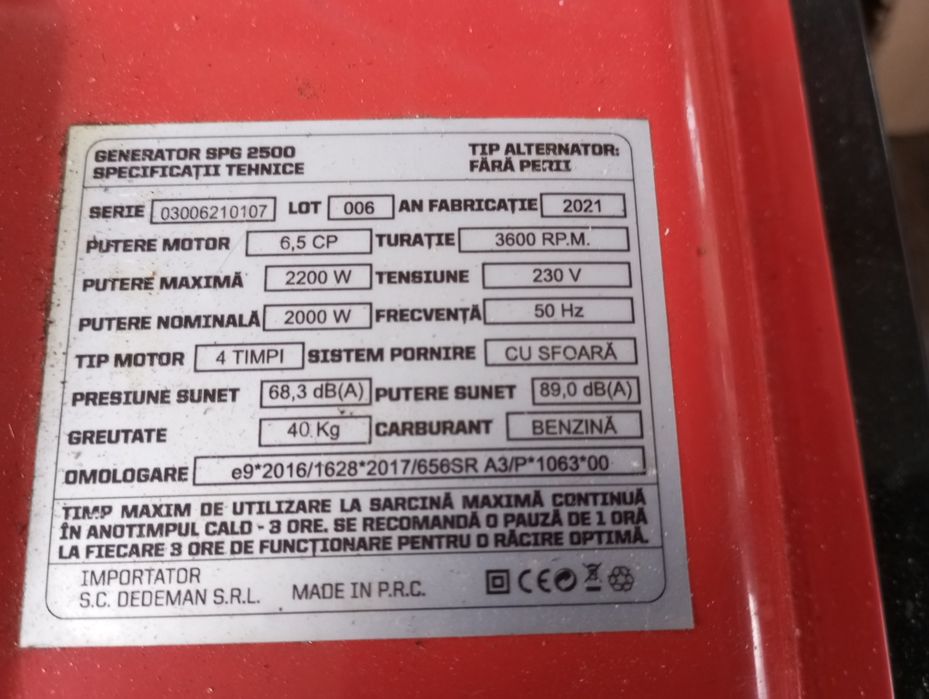 GENERATOR SPG 2500 TIP ALTERNATOR:
SPECIFICAȚII TEHNICE FĂRĂ PERII
SERIE 03006210107 LOT 006 AN FABRICAȚIE 2021
PUTERE MOTOR 6,5 CP TURAȚIE 3600 RP.M.
PUTERE MAXIMĂ 2200 W TENSIUNE 230 V
PUTERE NOMINALĂ 2000 W FRECVENȚĂ 50 Hz
TIP MOTOR 4 TIMPI SISTEM PORNIRE CU SFOARĂ
PRESIUNE SUNET 68,3 dB(A) PUTERE SUNET 89,0 dB(A)
GREUTATE 40 Kg CARBURANT BENZINĂ
OMOLOGARE e9*2016/1628*2017/656SR A3/P*1063*00
TIMP MAXIM DE UTILIZARE LA SARCINĂ MAXIMĂ CONTINUĂ
ÎN ANOTIMPUL CALD - 3 ORE. SE RECOMANDĂ O PAUZĂ DE 1 ORĂ
LA FIECARE 3 ORE DE FUNCȚIONARE PENTRU O RĂCIRE OPTIMĂ.
IMPORTATOR
S.C. DEDEMAN S.R.L. MADE IN P.R.C. CE